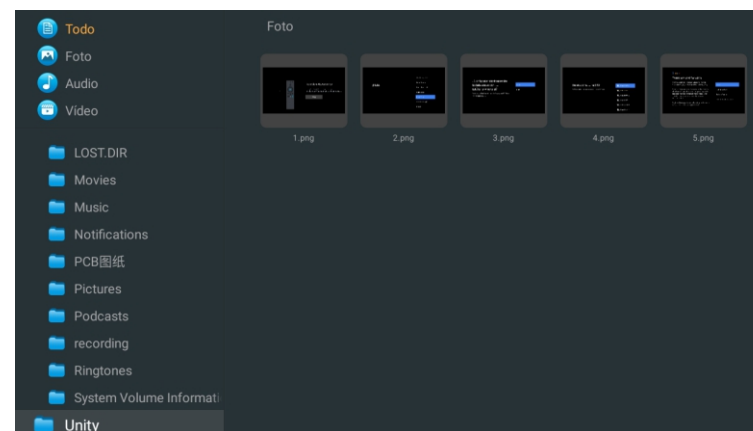 Todo
Foto
Audio
Vídeo
LOST.DIR
Movies
Music
Notifications
PCB图纸
Pictures
Podcasts
recording
Ringtones
System Volume Informati
Unity
Foto
1.png
2.png
3.png
4.png
5.png